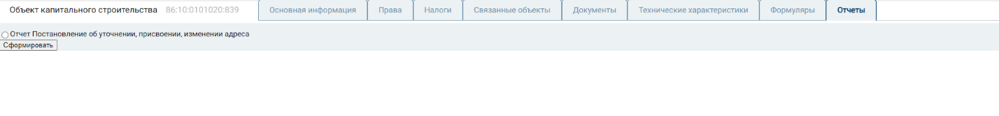 Объект капитального строительства 86:10:0101020:839 Основная информация Права Налоги Связанные объекты Документы Технические характеристики Формуляры Отчеты
Отчет Постановление об уточнении, присвоении, изменении адреса
Сформировать